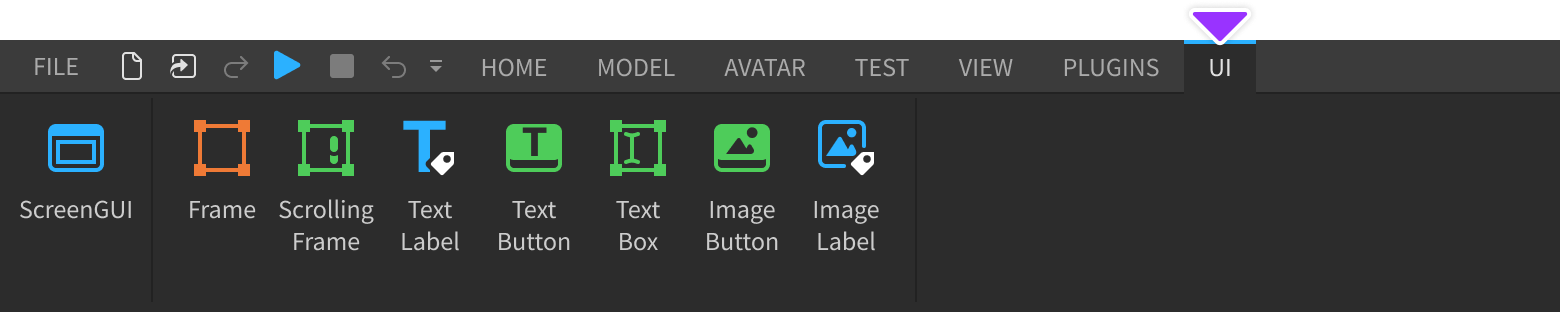 FILE HOME MODEL AVATAR TEST VIEW PLUGINS UI
ScreenGUI Frame Scrolling Text Text Text Image Image
Frame Label Button Box Button Label